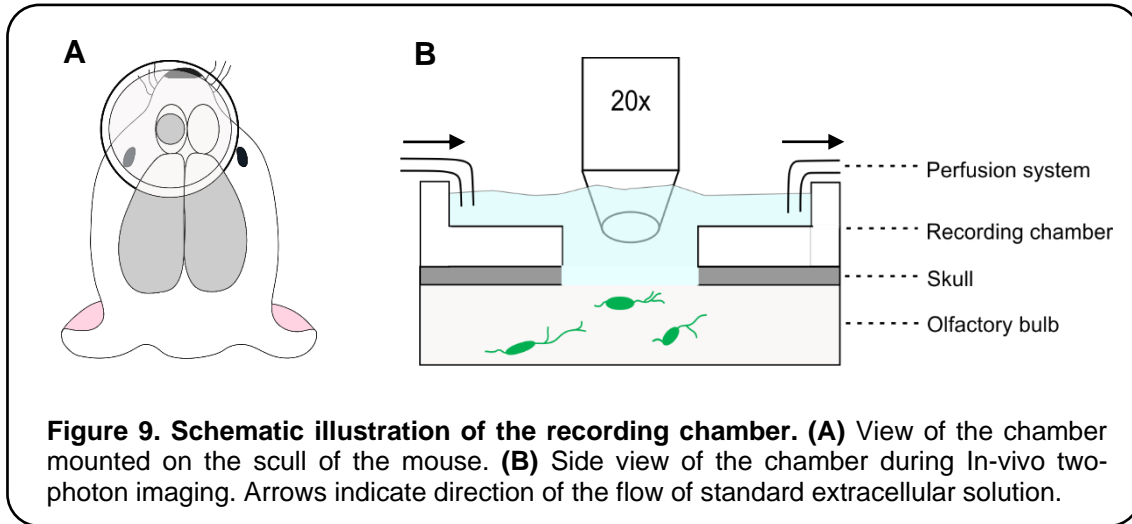 A
B
20x
Perfusion system
Recording chamber
Skull
Olfactory bulb
Figure 9. Schematic illustration of the recording chamber. (A) View of the chamber
mounted on the scull of the mouse. (B) Side view of the chamber during In-vivo two-
photon imaging. Arrows indicate direction of the flow of standard extracellular solution.